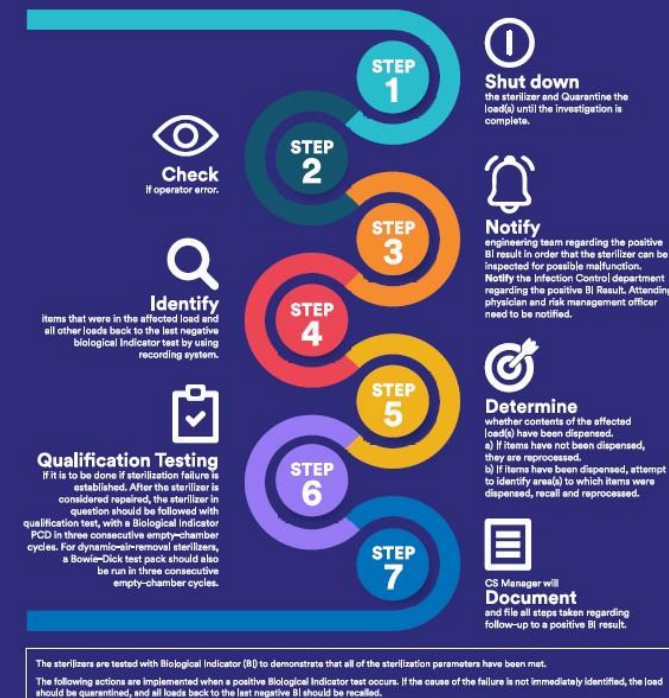 STEP
1
Shut down
the sterilizer and Quarantine the
load(s) until the investigation is
complete.
STEP
2
Check
If operator error.
STEP
3
Notify
engineering team regarding the positive
BI result in order that the sterilizer can be
inspected for possible malfunction.
Notify the Infection Control department
regarding the positive BI Rasult. Attending
physician and risk management officer
need to be notified.
STEP
4
Identify
items that were in the affected load and
all other loads back to the last negative
biological Indicator test by using
recording system.
STEP
5
Determine
whether contents of the affected
load(s) have been dispensed.
a) If items have not been dispensed,
they are reprocessed.
b) If items have been dispensed, attempt
to identify area(s) to which items were
dispensed, recall and reprocessed.
STEP
6
Qualification Testing
If it is to be done if sterilization failure is
established. After the sterilizer is
considered repaired, the sterilizer in
question should be followed with
qualification test, with a Biological Indicator
PCD in three consecutive empty-chamber
cycles. For dynamic-air-removal sterilizers,
a Bowie-Dick test pack should also
be run in three consecutive
empty-chamber cycles.
STEP
7
CS Manager will
Document
and file all steps taken regarding
follow-up to a positive BI result.
The sterilizers are tested with Biological Indicator (BI) to demonstrate that all of the sterilization parameters have been met.
The following actions are implemented when a positive Biological Indicator test occurs. If the cause of the failure is not immediately identified, the load
should be quarantined, and all loads back to the last negative BI should be recalled.